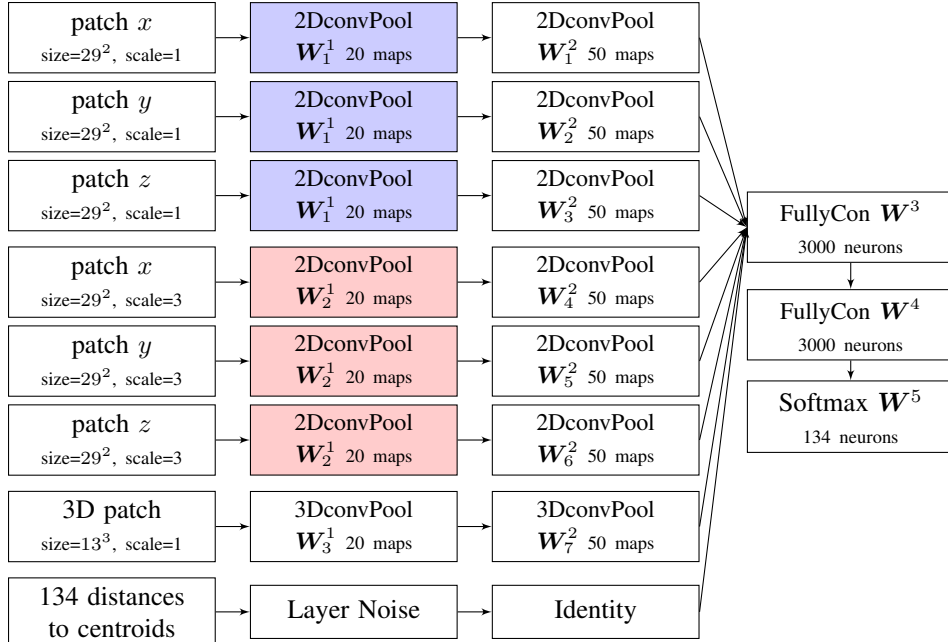 patch x
size=29², scale=1
2DconvPool
W₁¹ 20 maps
2DconvPool
W₁² 50 maps
patch y
size=29², scale=1
2DconvPool
W₁¹ 20 maps
2DconvPool
W₂² 50 maps
patch z
size=29², scale=1
2DconvPool
W₁¹ 20 maps
2DconvPool
W₃² 50 maps
patch x
size=29², scale=3
2DconvPool
W₂¹ 20 maps
2DconvPool
W₄² 50 maps
patch y
size=29², scale=3
2DconvPool
W₂¹ 20 maps
2DconvPool
W₅² 50 maps
patch z
size=29², scale=3
2DconvPool
W₂¹ 20 maps
2DconvPool
W₆² 50 maps
3D patch
size=13³, scale=1
3DconvPool
W₃¹ 20 maps
3DconvPool
W₇² 50 maps
134 distances
to centroids
Layer Noise
Identity
FullyCon W³
3000 neurons
FullyCon W⁴
3000 neurons
Softmax W⁵
134 neurons